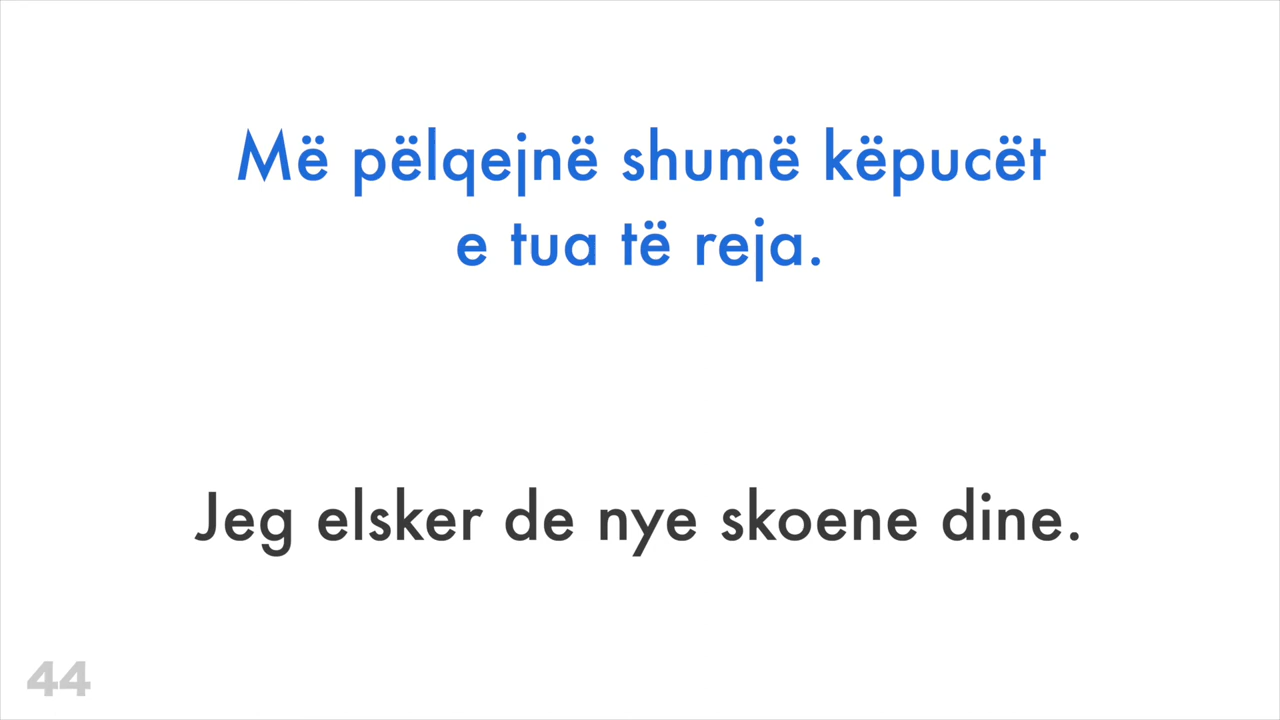 Më pëlqejnë shumë këpucët
e tua të reja.
Jeg elsker de nye skoene dine.
44